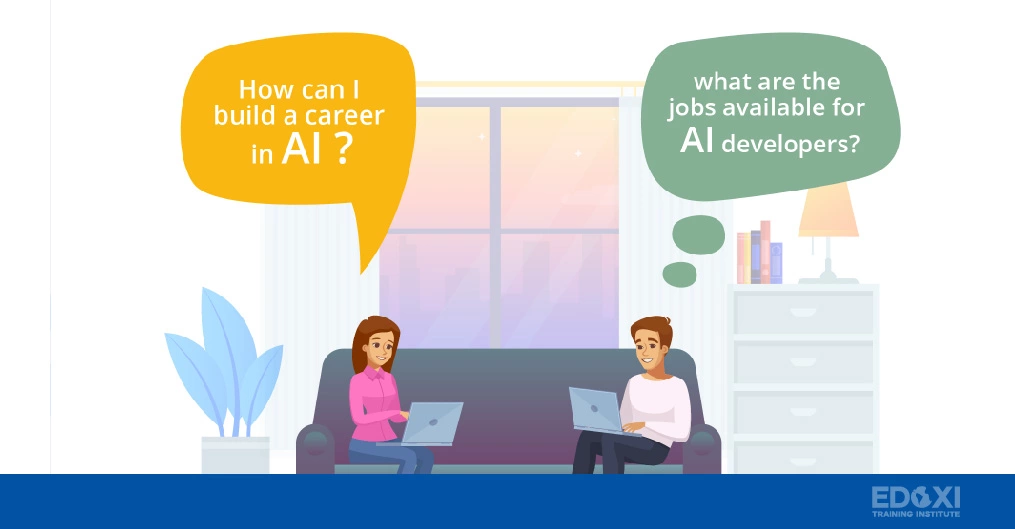 How can I
build a career
in AI ?
what are the
jobs available for
AI developers?
EDOXI
TRAINING INSTITUTE